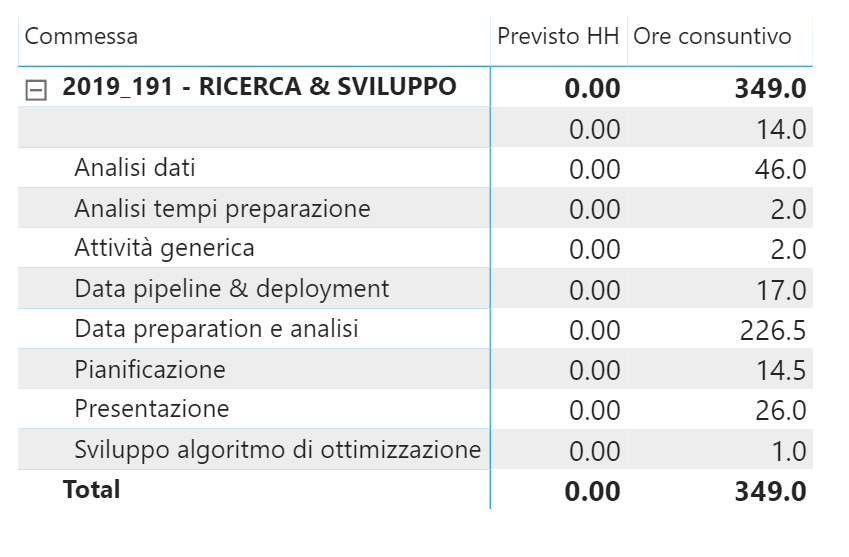 Commessa Previsto HH Ore consuntivo
2019_191 - RICERCA & SVILUPPO 0.00 349.0
0.00 14.0
Analisi dati 0.00 46.0
Analisi tempi preparazione 0.00 2.0
Attività generica 0.00 2.0
Data pipeline & deployment 0.00 17.0
Data preparation e analisi 0.00 226.5
Pianificazione 0.00 14.5
Presentazione 0.00 26.0
Sviluppo algoritmo di ottimizzazione 0.00 1.0
Total 0.00 349.0